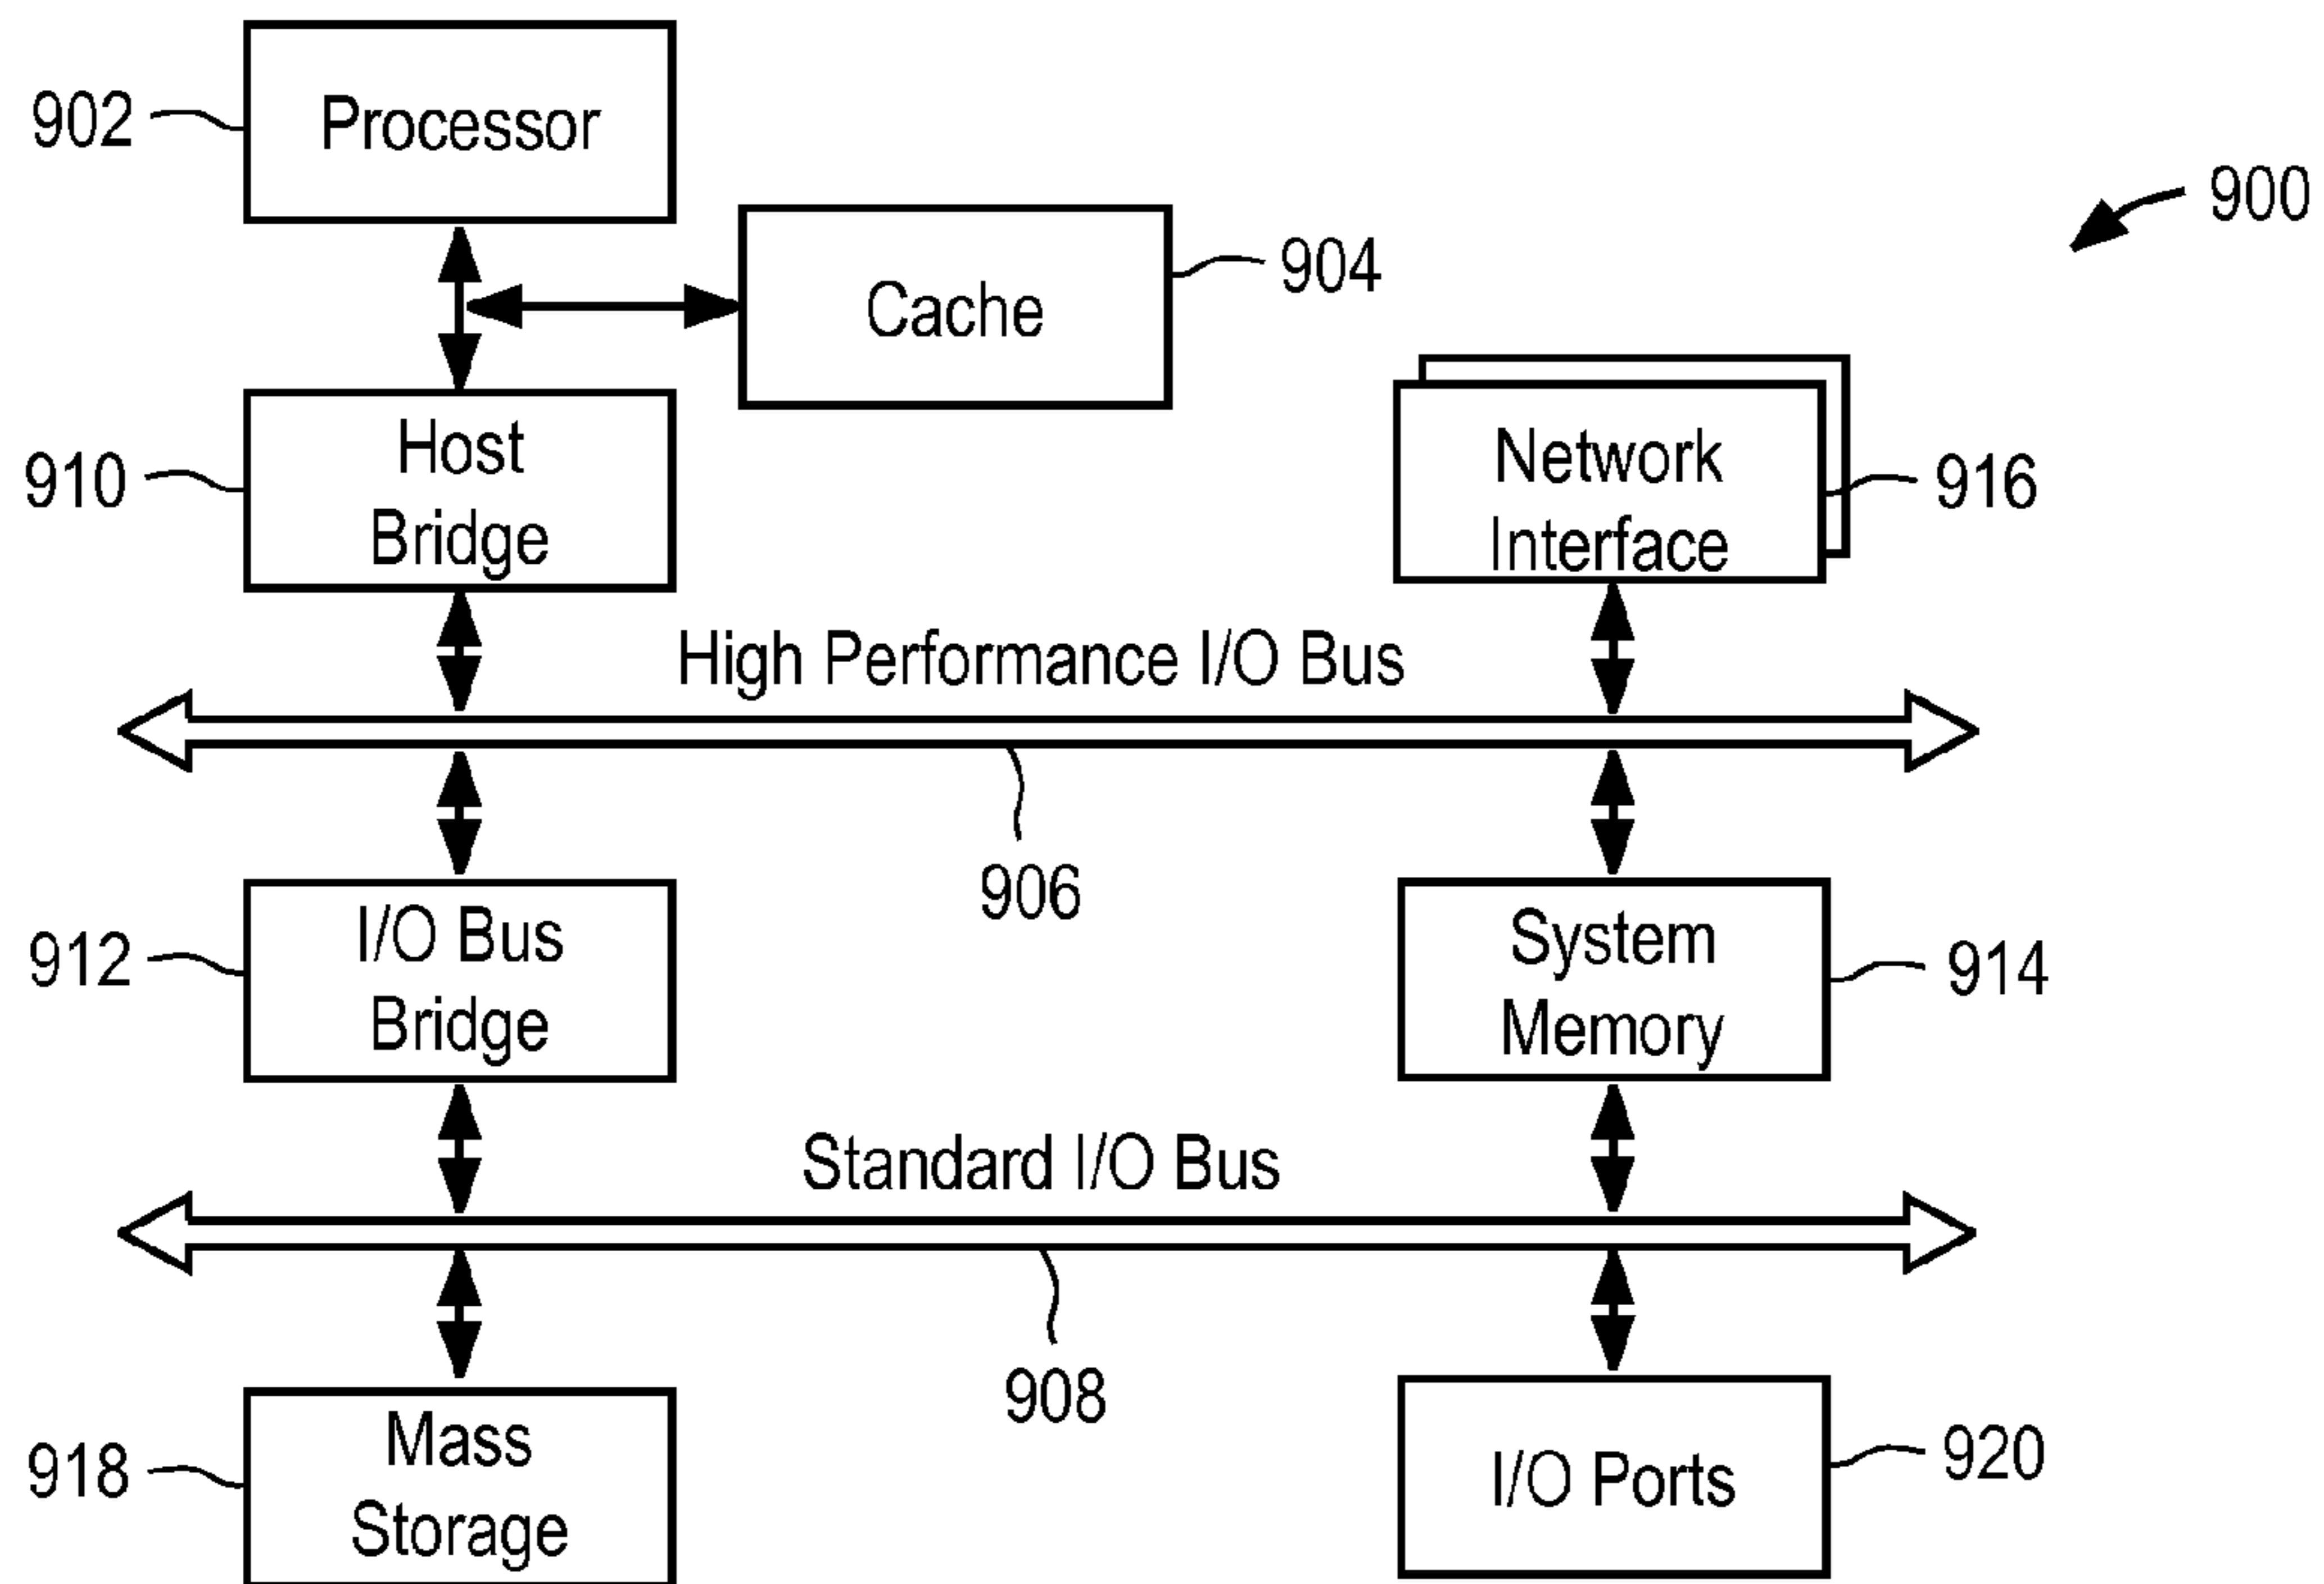 902
Processor
900
904
Cache
910
Host
Bridge
Network
Interface
916
High Performance I/O Bus
906
912
I/O Bus
Bridge
System
Memory
914
Standard I/O Bus
908
918
Mass
Storage
I/O Ports
920